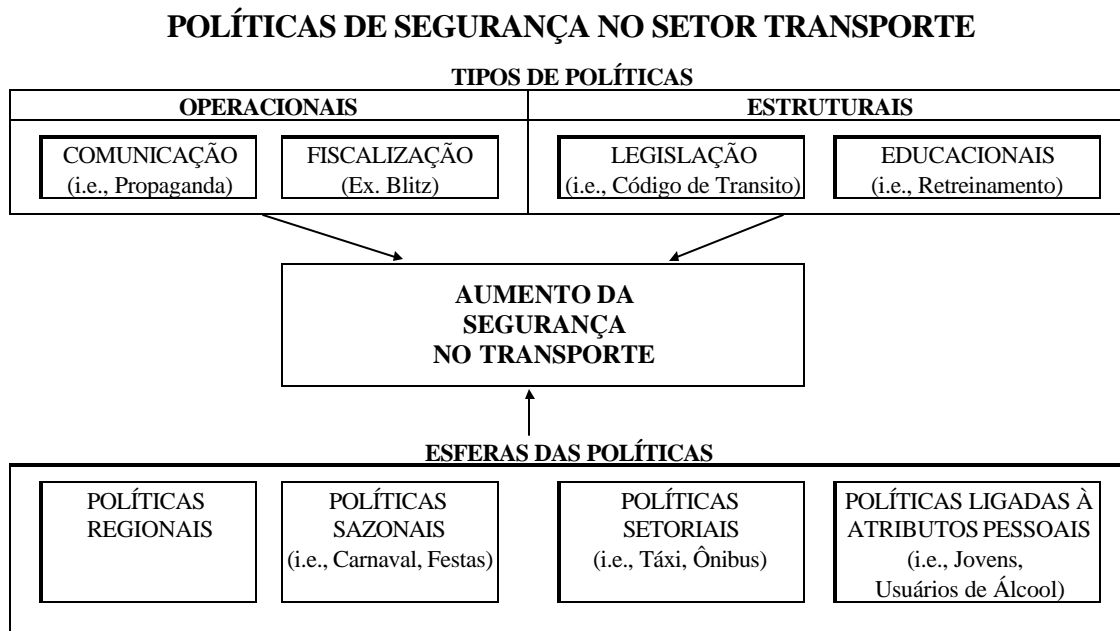 POLÍTICAS DE SEGURANÇA NO SETOR TRANSPORTE
TIPOS DE POLÍTICAS
OPERACIONAIS
ESTRUTURAIS
COMUNICAÇÃO
(i.e., Propaganda)
FISCALIZAÇÃO
(Ex. Blitz)
LEGISLAÇÃO
(i.e., Código de Transito)
EDUCACIONAIS
(i.e., Retreinamento)
AUMENTO DA
SEGURANÇA
NO TRANSPORTE
ESFERAS DAS POLÍTICAS
POLÍTICAS
REGIONAIS
POLÍTICAS
SAZONAIS
(i.e., Carnaval, Festas)
POLÍTICAS
SETORIAIS
(i.e., Táxi, Ônibus)
POLÍTICAS LIGADAS À
ATRIBUTOS PESSOAIS
(i.e., Jovens,
Usuários de Álcool)